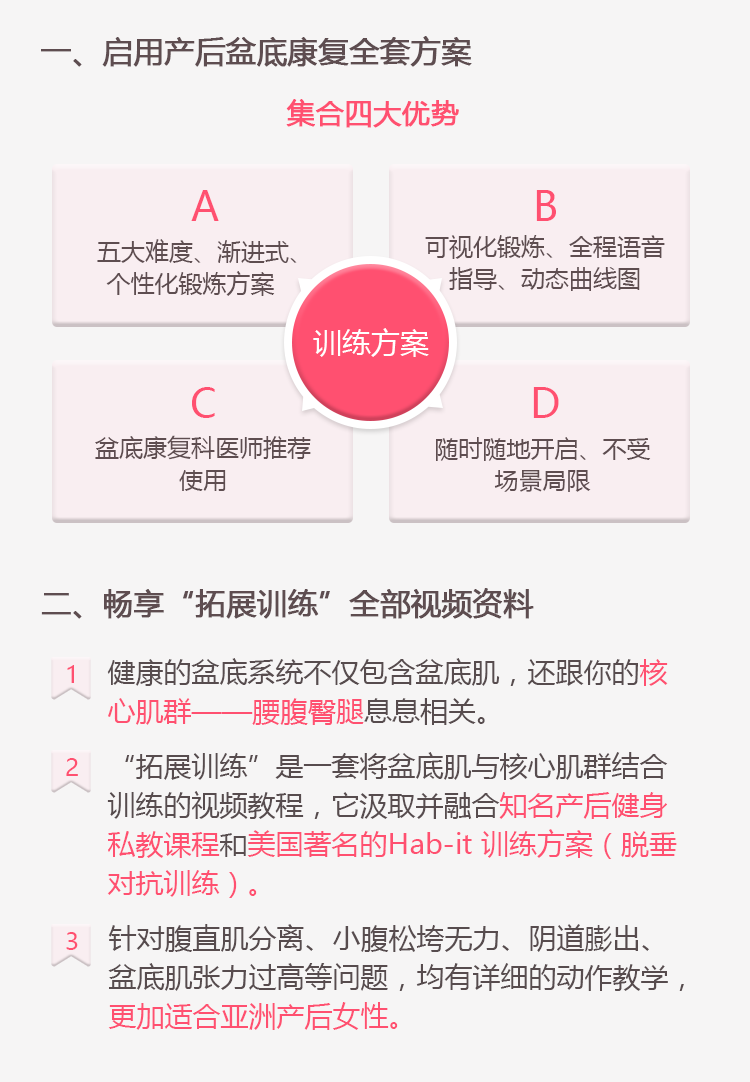 一、启用产后盆底康复全套方案
集合四大优势
A
五大难度、渐进式、
个性化锻炼方案
B
可视化锻炼、全程语音
指导、动态曲线图
训练方案
C
盆底康复科医师推荐
使用
D
随时随地开启、不受
场景局限
二、畅享“拓展训练”全部视频资料
1
健康的盆底系统不仅包含盆底肌，还跟你的核
心肌群——腰腹臀腿息息相关。
2
“拓展训练”是一套将盆底肌与核心肌群结合
训练的视频教程，它汲取并融合知名产后健身
私教课程和美国著名的Hab-it 训练方案（脱垂
对抗训练）。
3
针对腹直肌分离、小腹松垮无力、阴道膨出、
盆底肌张力过高等问题，均有详细的动作教学，
更加适合亚洲产后女性。